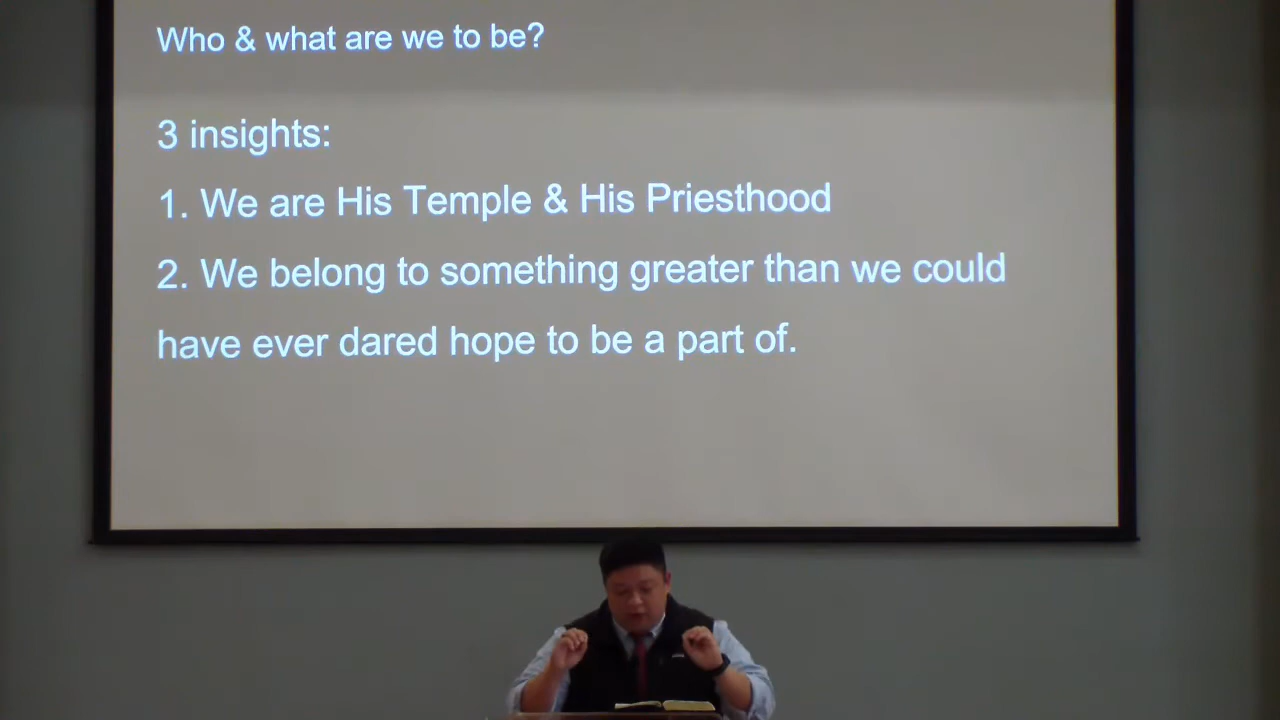 Who & what are we to be?
3 insights:
1. We are His Temple & His Priesthood
2. We belong to something greater than we could
have ever dared hope to be a part of.